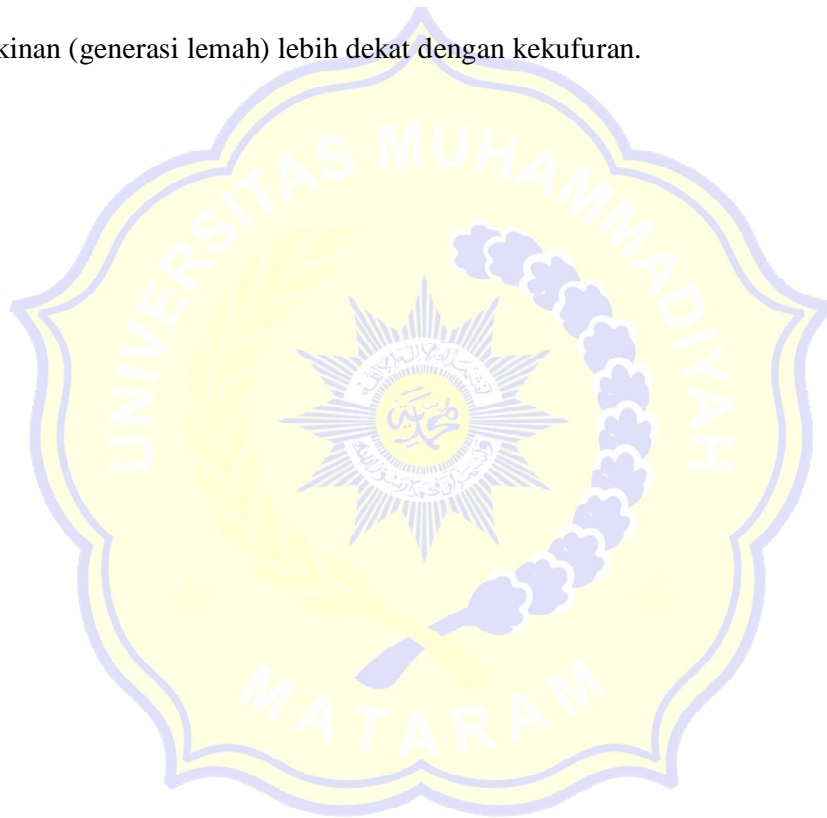 kinan (generasi lemah) lebih dekat dengan kekufuran.
UNIVERSITAS MUHAMMADIYAH
MATARAM